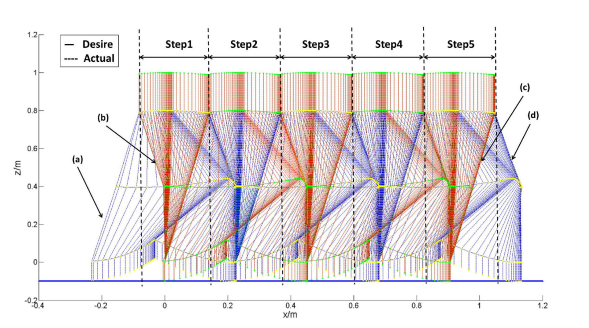 1.2
Desire
Actual
Step1 Step2 Step3 Step4 Step5
1
(c)
(b)
0.8
(d)
0.6
(a)
z/m
0.4
0.2
0
-0.2
-0.4 -0.2 0 0.2 0.4 0.6 0.8 1 1.2
x/m